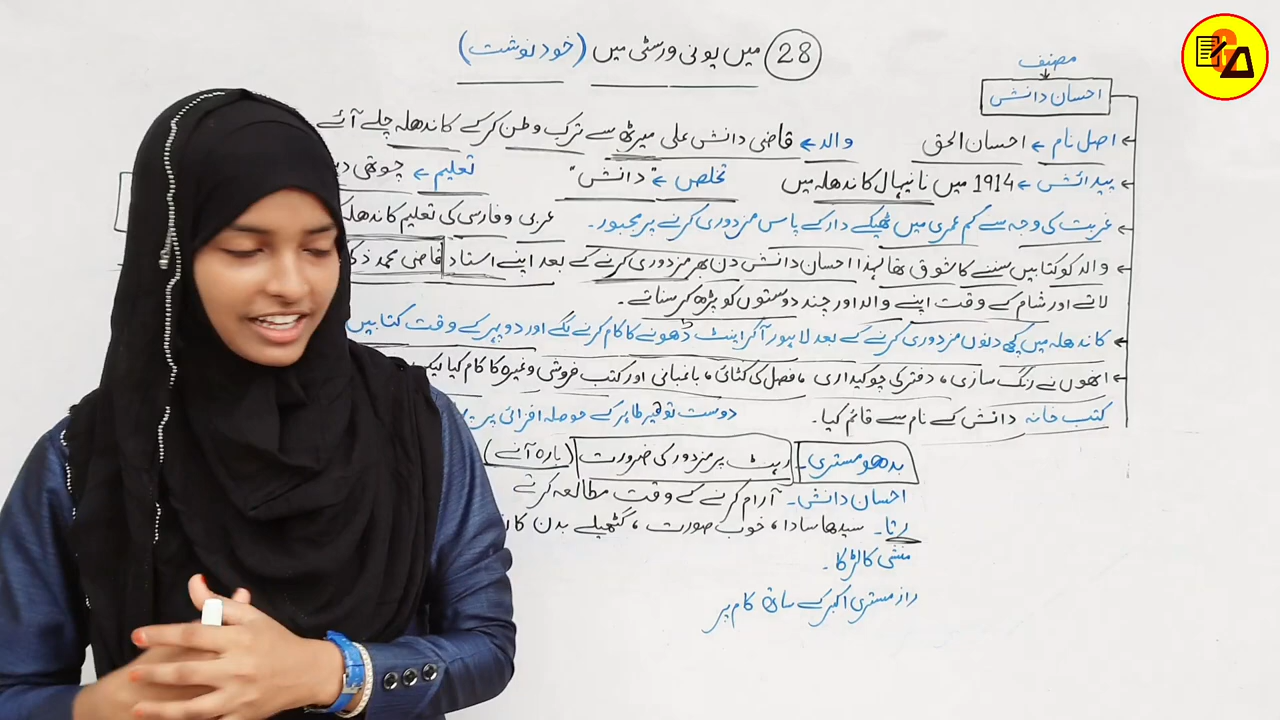 28 میں یونی ورسٹی میں (خود نوشت)
مصنف
احسان دانش
اصل نام ← احسان الحق والد ← قاضی دانش علی میرٹھ سے ترک وطن کر کے کاندھلہ چلے آئے
پیدائش ← 1914 میں نانیہال کاندھلہ میں تخلص ← "دانش" تعلیم ← چوتھی
غربت کی وجہ سے کم عمری میں ٹھیکے دار کے پاس مزدوری کرنے پر مجبور۔ عربی و فارسی کی تعلیم کاندھلہ
والد کو کتابیں سننے کا شوق تھا لہذا احسان دانش دن بھر مزدوری کرنے کے بعد اپنے استاد قاضی محمد
لاتے اور شام کے وقت اپنے والد اور چند دوستوں کو پڑھ کر سناتے۔
کاندھلہ میں کچھ دنوں مزدوری کرنے کے بعد لاہور آ کر اینٹ ڈھونے کا کام کرنے لگے اور دوپہر کے وقت کتابیں
انھوں نے رنگ سازی، دفتر کی چوکیداری، فصل کی کٹائی، باغبانی اور کتب فروشی وغیرہ کا کام کیا
کتب خانہ دانش کے نام سے قائم کیا۔ دوست توقیر طاہر کے حوصلہ افزائی پر
بدھو مستری۔ رہٹ پر مزدور کی ضرورت (بارہ آنے)
احسان دانش۔ آرام کرنے کے وقت مطالعہ کرتے
رثا۔ سیدھا سادا، خوب صورت، گٹھیلے بدن کا
منشی کا لڑکا۔
راز مستری اکبر کے ساتھ کام پر